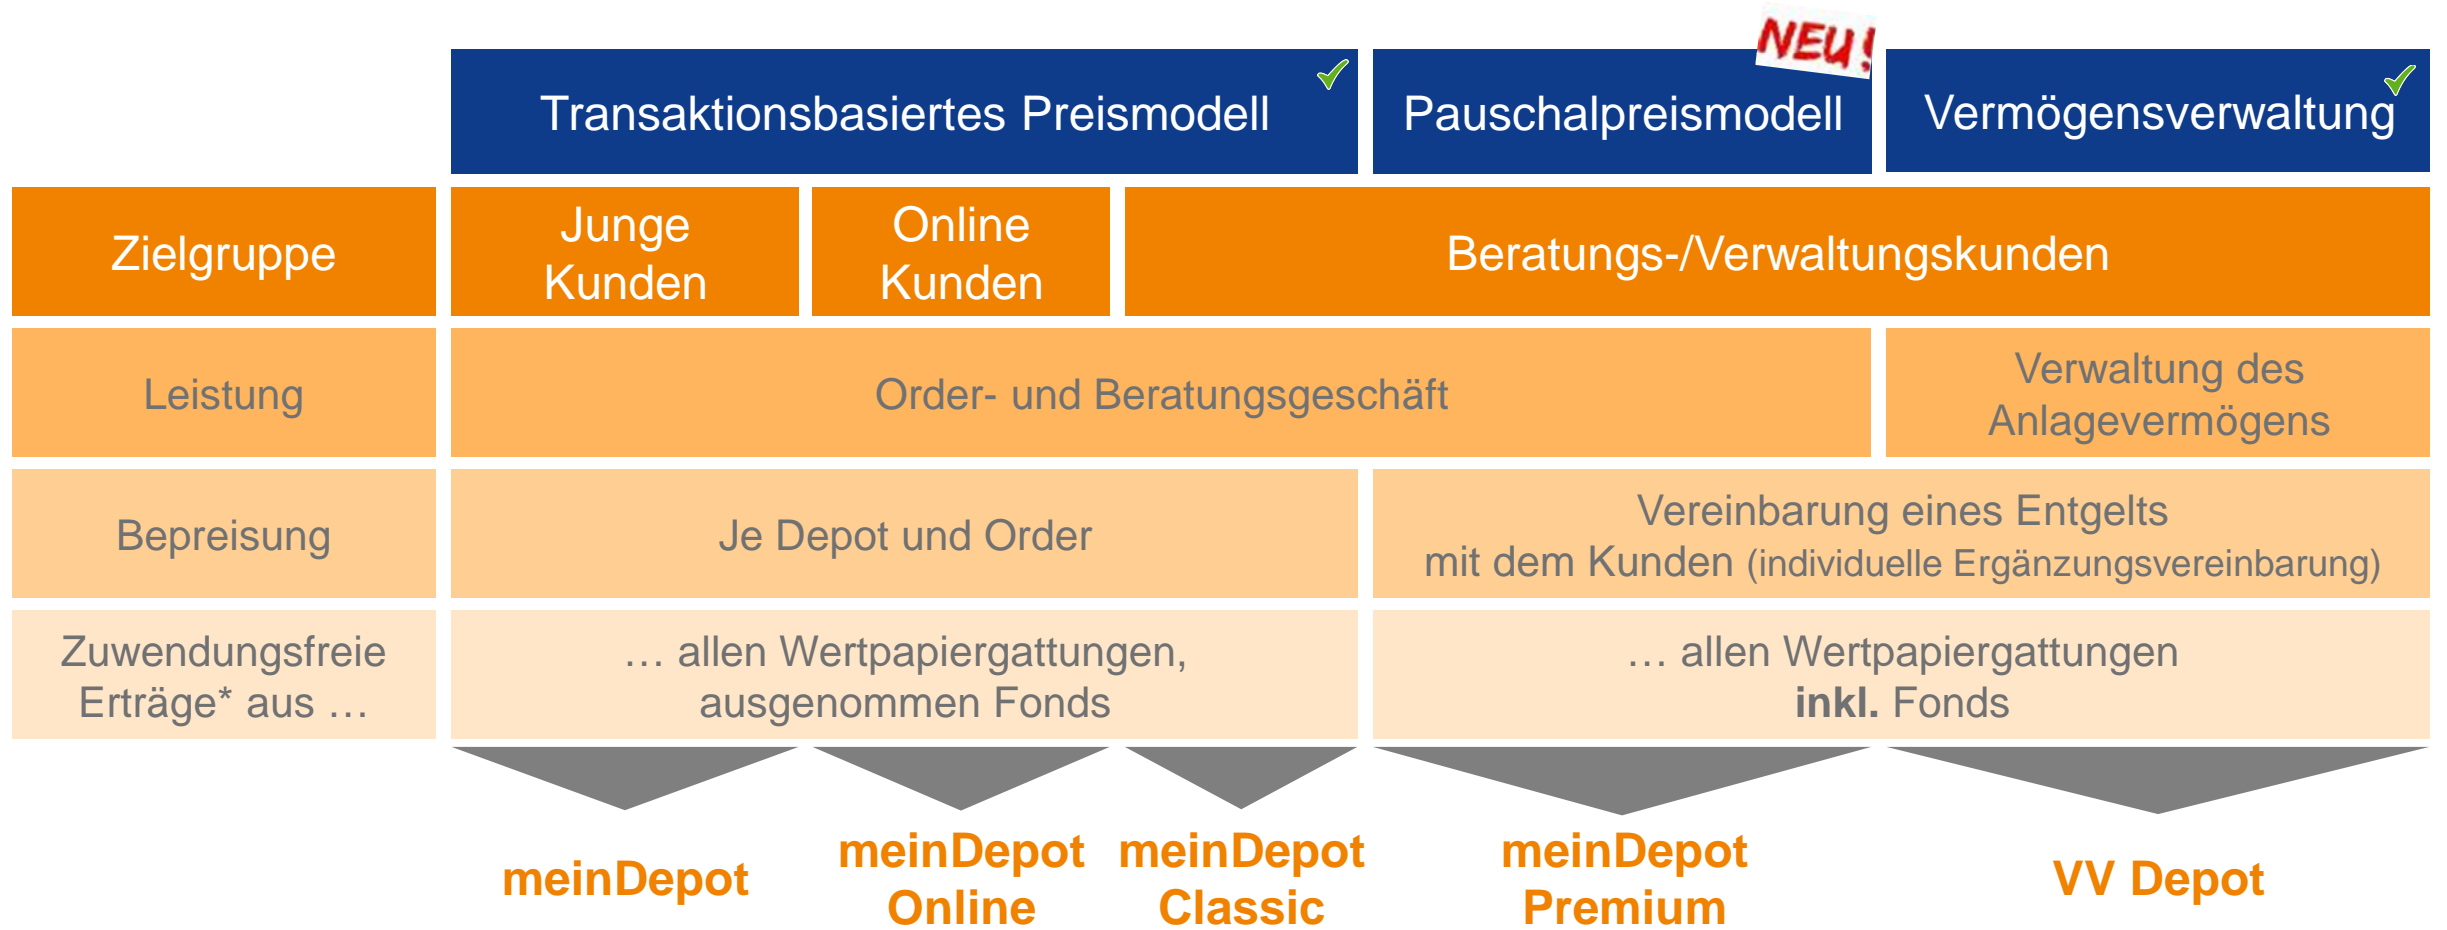 NEU!
Transaktionsbasiertes Preismodell
Pauschalpreismodell
Vermögensverwaltung
Zielgruppe
Junge
Kunden
Online
Kunden
Beratungs-/Verwaltungskunden
Leistung
Order- und Beratungsgeschäft
Verwaltung des
Anlagevermögens
Bepreisung
Je Depot und Order
Vereinbarung eines Entgelts
mit dem Kunden (individuelle Ergänzungsvereinbarung)
Zuwendungsfreie
Erträge* aus …
… allen Wertpapiergattungen,
ausgenommen Fonds
… allen Wertpapiergattungen
inkl. Fonds
meinDepot
meinDepot
Online
meinDepot
Classic
meinDepot
Premium
VV Depot